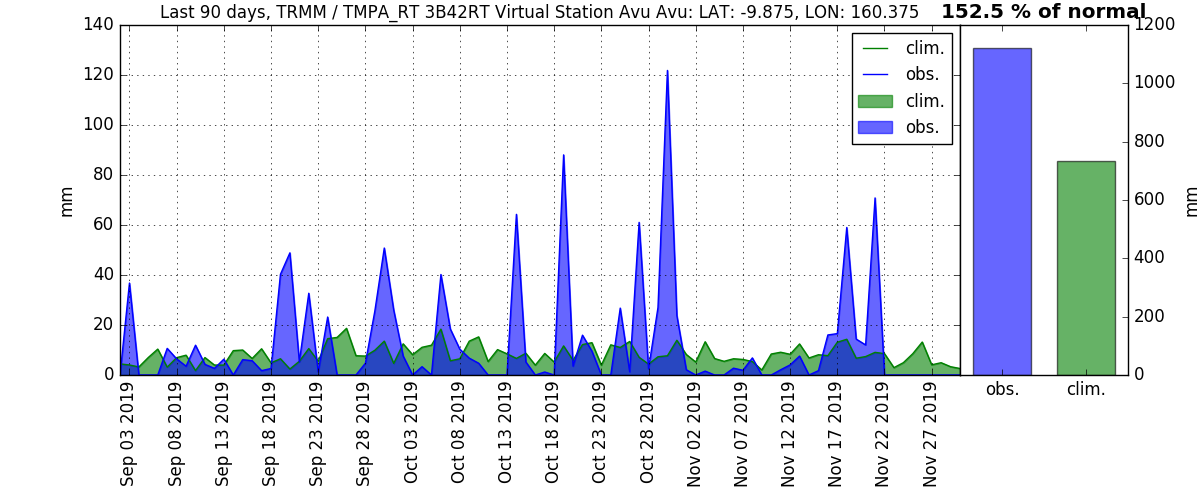 Last 90 days, TRMM / TMPA_RT 3B42RT Virtual Station Avu Avu: LAT: -9.875, LON: 160.375
152.5 % of normal
140
120
100
80
60
40
20
0
mm
clim.
obs.
clim.
obs.
Sep 03 2019
Sep 08 2019
Sep 13 2019
Sep 18 2019
Sep 23 2019
Sep 28 2019
Oct 03 2019
Oct 08 2019
Oct 13 2019
Oct 18 2019
Oct 23 2019
Oct 28 2019
Nov 02 2019
Nov 07 2019
Nov 12 2019
Nov 17 2019
Nov 22 2019
Nov 27 2019
1200
1000
800
600
400
200
0
mm
obs.
clim.